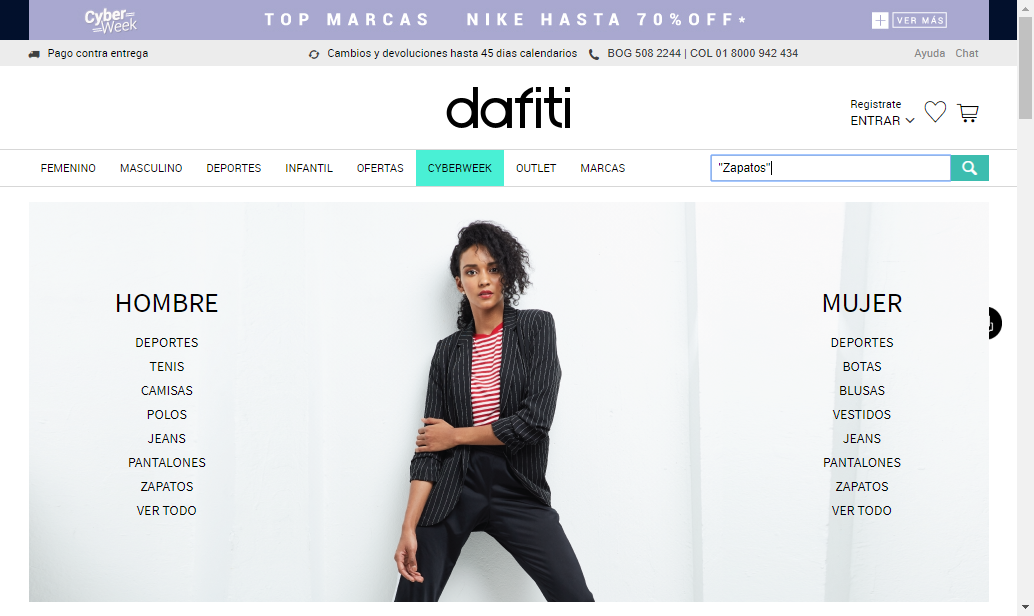 Cyber Week
TOP MARCAS NIKE HASTA 70%OFF*
+ VER MÁS
Pago contra entrega
Cambios y devoluciones hasta 45 dias calendarios
BOG 508 2244 | COL 01 8000 942 434
Ayuda
Chat
dafiti
Registrate
ENTRAR
FEMENINO
MASCULINO
DEPORTES
INFANTIL
OFERTAS
CYBERWEEK
OUTLET
MARCAS
"Zapatos"
HOMBRE
DEPORTES
TENIS
CAMISAS
POLOS
JEANS
PANTALONES
ZAPATOS
VER TODO
MUJER
DEPORTES
BOTAS
BLUSAS
VESTIDOS
JEANS
PANTALONES
ZAPATOS
VER TODO